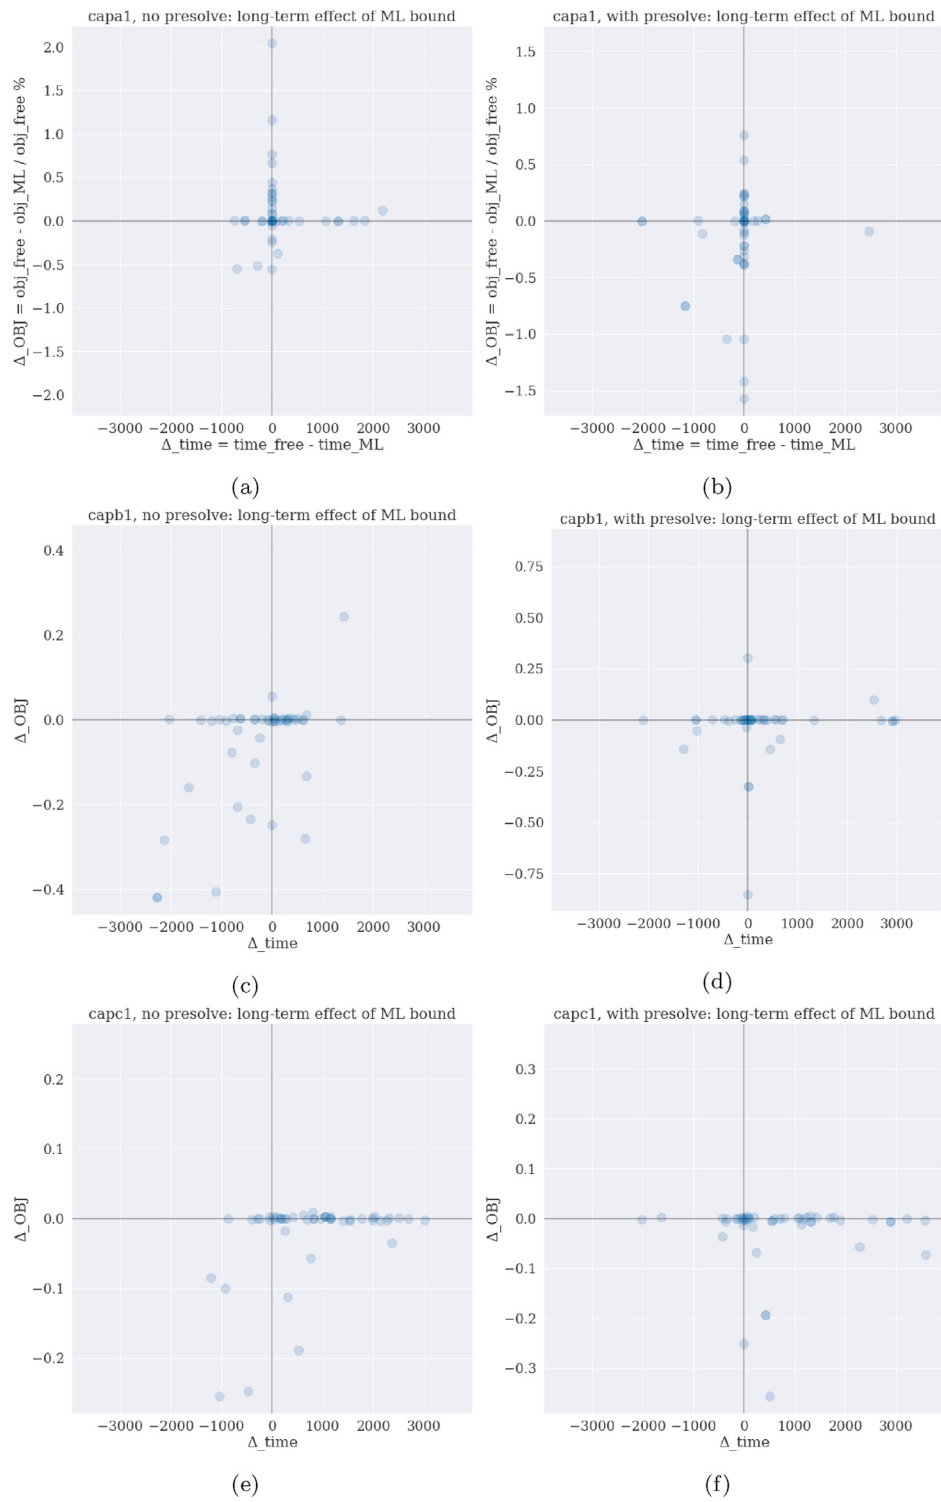 capa1, no presolve: long-term effect of ML bound
Δ_OBJ = obj_free - obj_ML / obj_free %
2.0
1.5
1.0
0.5
0.0
−0.5
−1.0
−1.5
−2.0
−3000 −2000 −1000 0 1000 2000 3000
Δ_time = time_free - time_ML
(a)
capa1, with presolve: long-term effect of ML bound
Δ_OBJ = obj_free - obj_ML / obj_free %
1.5
1.0
0.5
0.0
−0.5
−1.0
−1.5
−3000 −2000 −1000 0 1000 2000 3000
Δ_time = time_free - time_ML
(b)
capb1, no presolve: long-term effect of ML bound
Δ_OBJ
0.4
0.2
0.0
−0.2
−0.4
−3000 −2000 −1000 0 1000 2000 3000
Δ_time
(c)
capb1, with presolve: long-term effect of ML bound
Δ_OBJ
0.75
0.50
0.25
0.00
−0.25
−0.50
−0.75
−3000 −2000 −1000 0 1000 2000 3000
Δ_time
(d)
capc1, no presolve: long-term effect of ML bound
Δ_OBJ
0.2
0.1
0.0
−0.1
−0.2
−3000 −2000 −1000 0 1000 2000 3000
Δ_time
(e)
capc1, with presolve: long-term effect of ML bound
Δ_OBJ
0.3
0.2
0.1
0.0
−0.1
−0.2
−0.3
−3000 −2000 −1000 0 1000 2000 3000
Δ_time
(f)